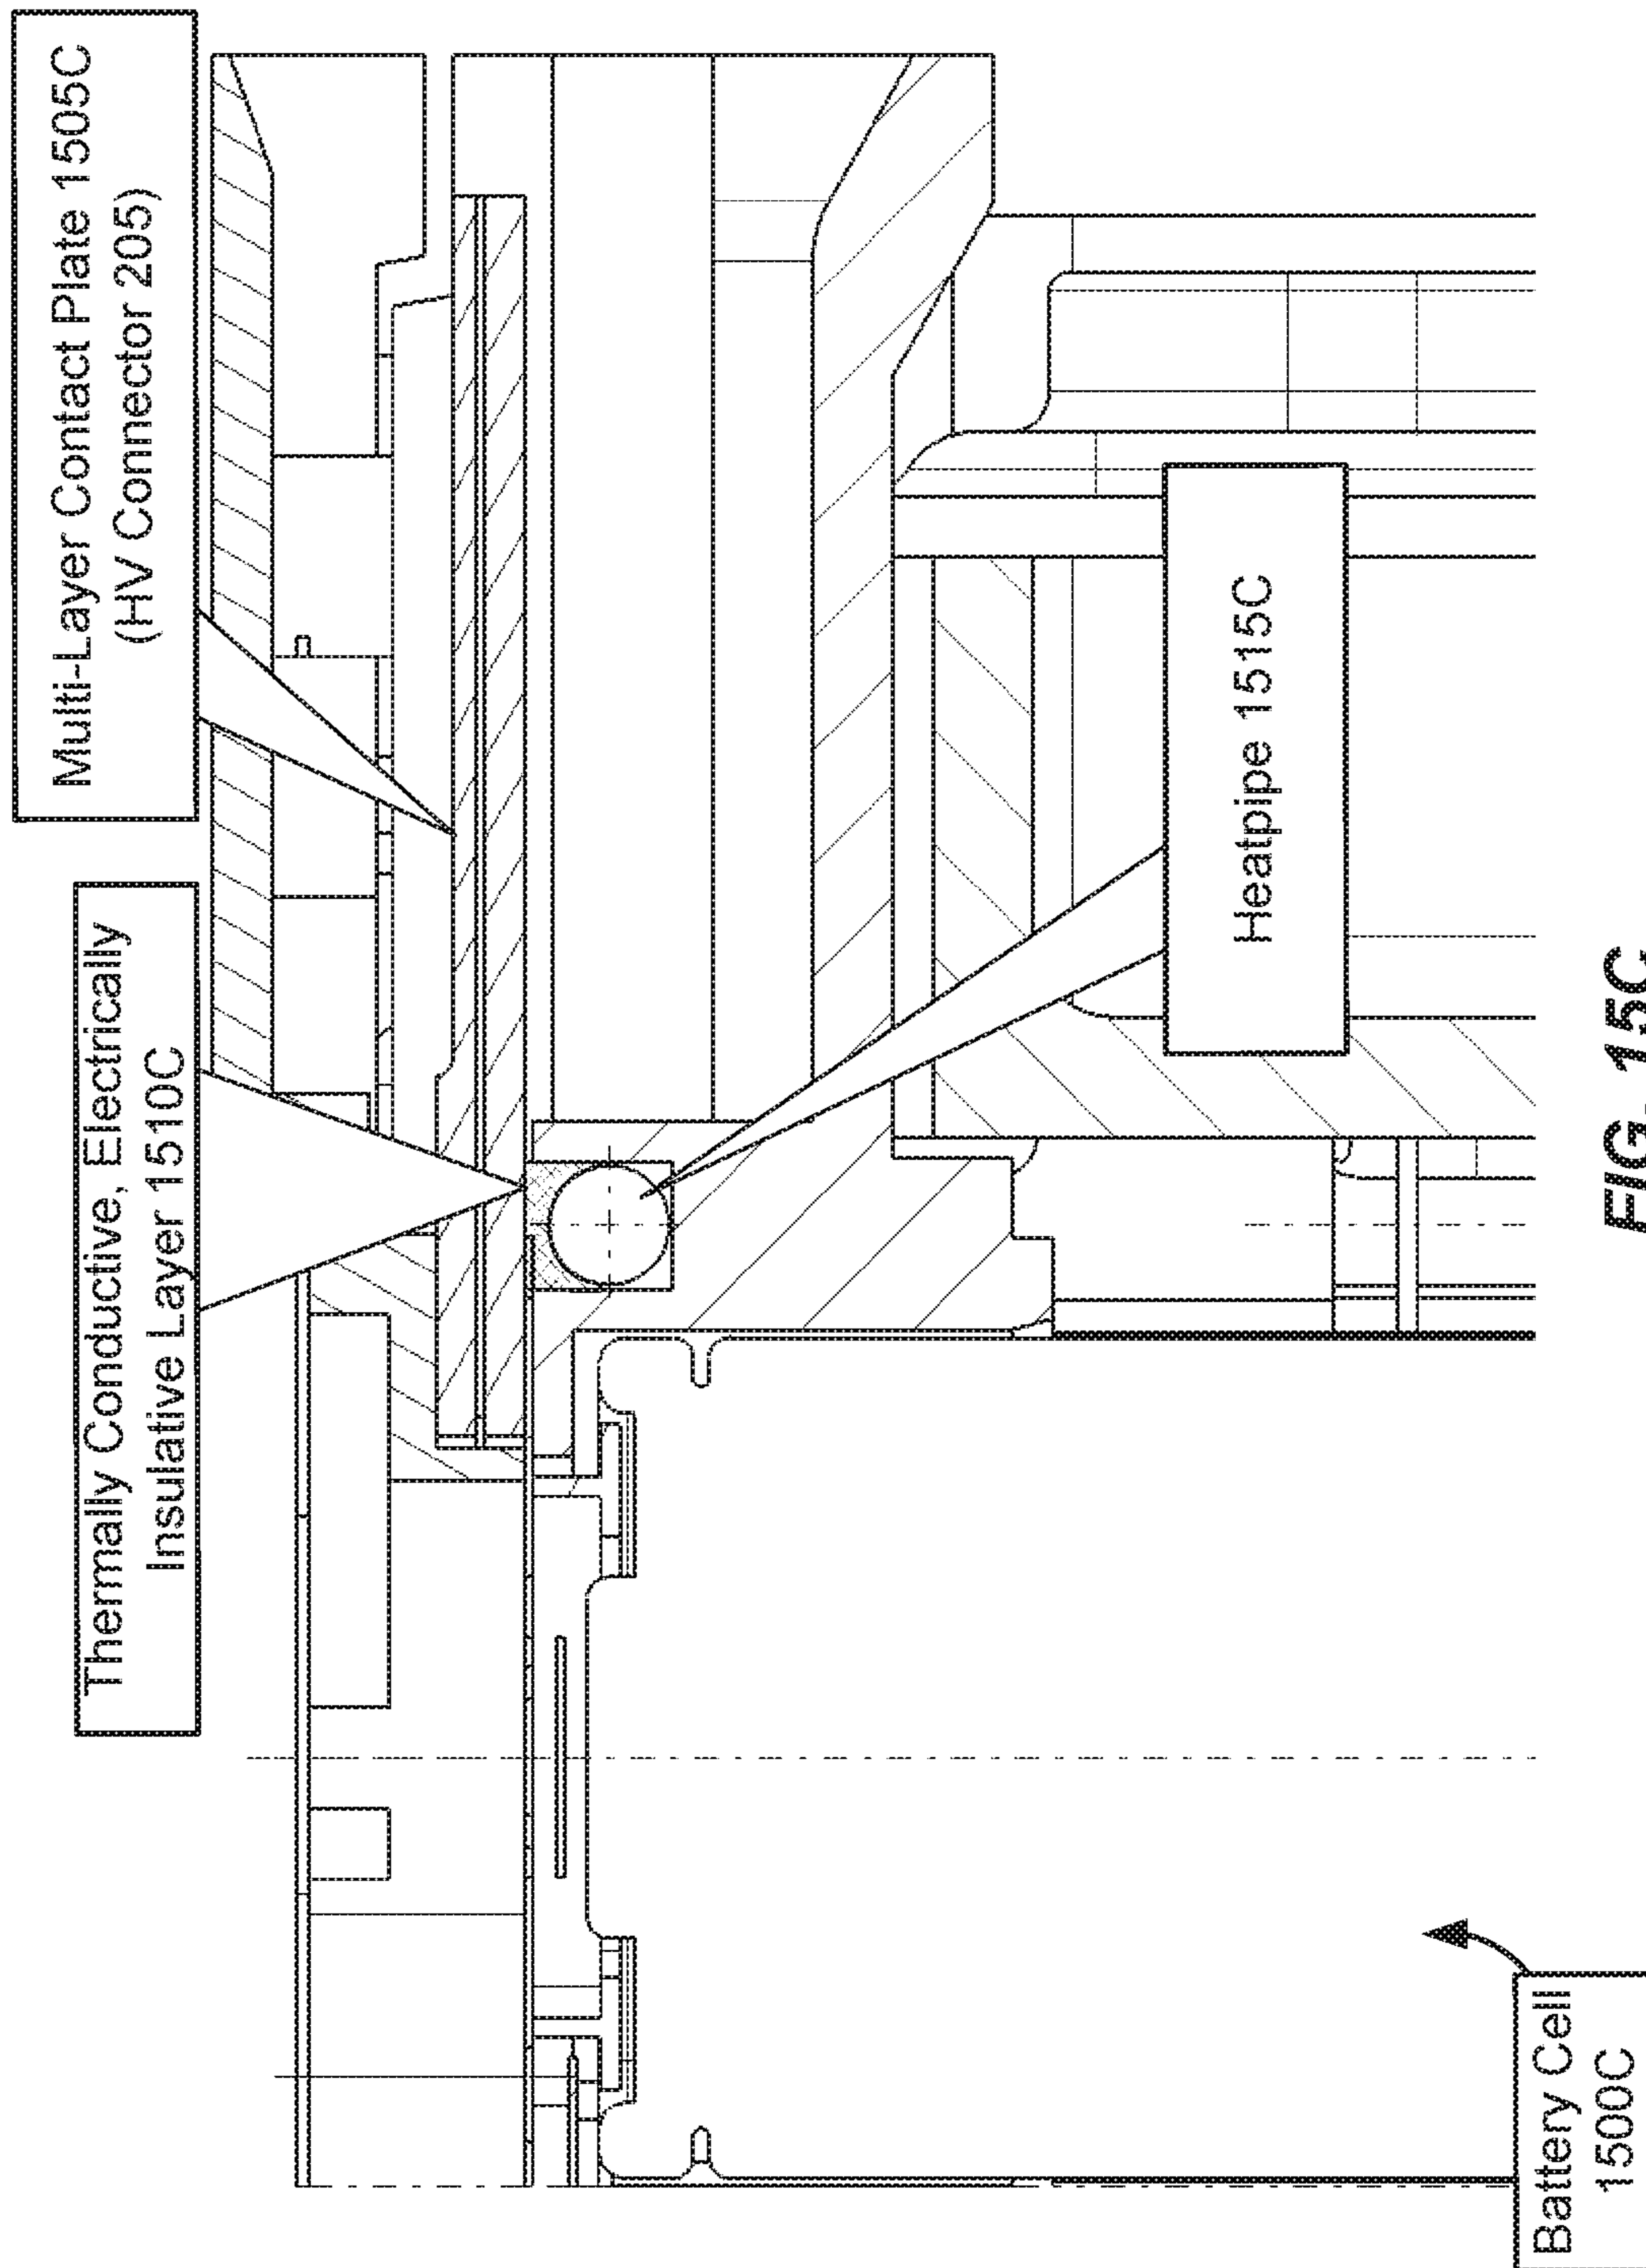 Multi-Layer Contact Plate 1505C
(HV Connector 205)
Thermally Conductive, Electrically
Insulative Layer 1510C
Heatpipe 1515C
Battery Cell
1500C
FIG. 15C